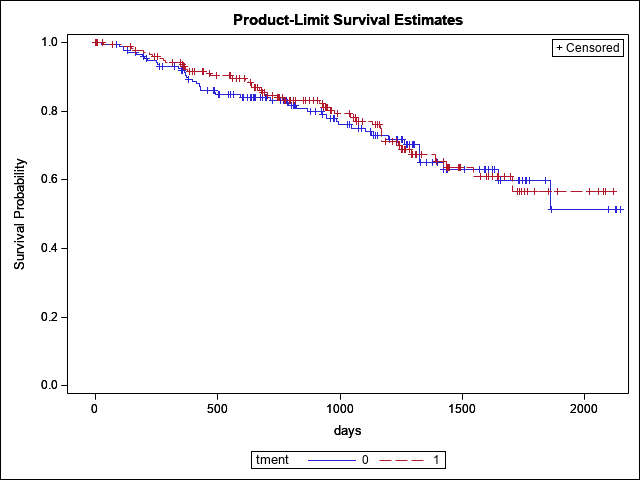 Product-Limit Survival Estimates
+ Censored
1.0
0.8
0.6
0.4
0.2
0.0
Survival Probability
0 500 1000 1500 2000
days
tment 0 1